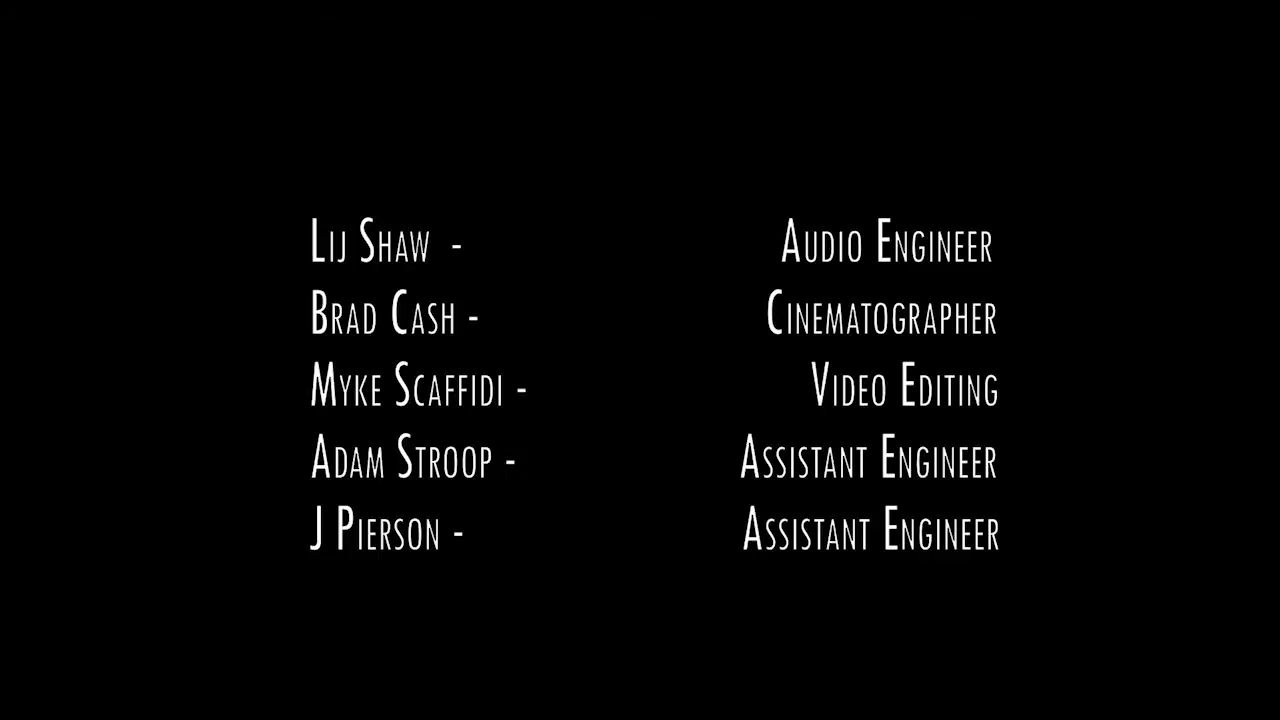 Lij Shaw - Audio Engineer
Brad Cash - Cinematographer
Myke Scaffidi - Video Editing
Adam Stroop - Assistant Engineer
J Pierson - Assistant Engineer